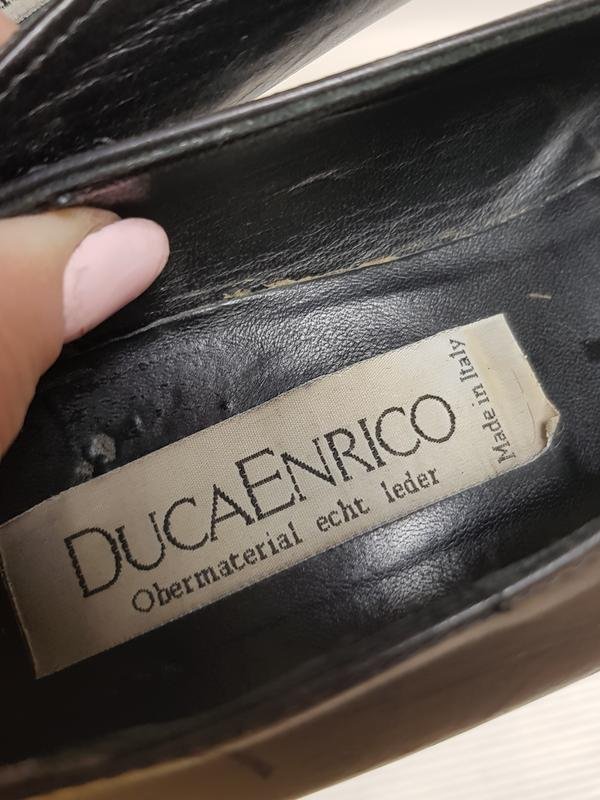 DUCAENRICO
Obermaterial echt leder
Made in Italy